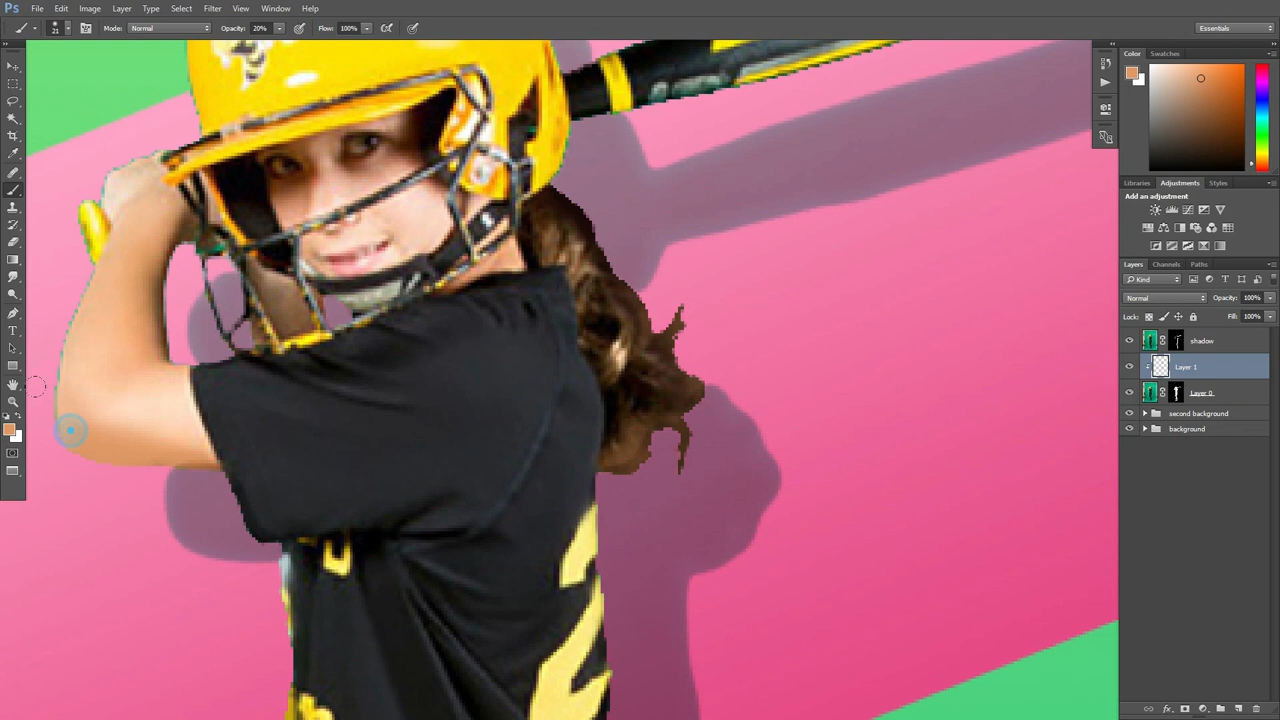 Ps File Edit Image Layer Type Select Filter View Window Help
21 Mode: Normal Opacity: 20% Flow: 100% Essentials
Color Swatches
Libraries Adjustments Styles
Add an adjustment
Layers Channels Paths
Kind
Normal Opacity: 100%
Lock: Fill: 100%
shadow
Layer 1
Layer 0
second background
background